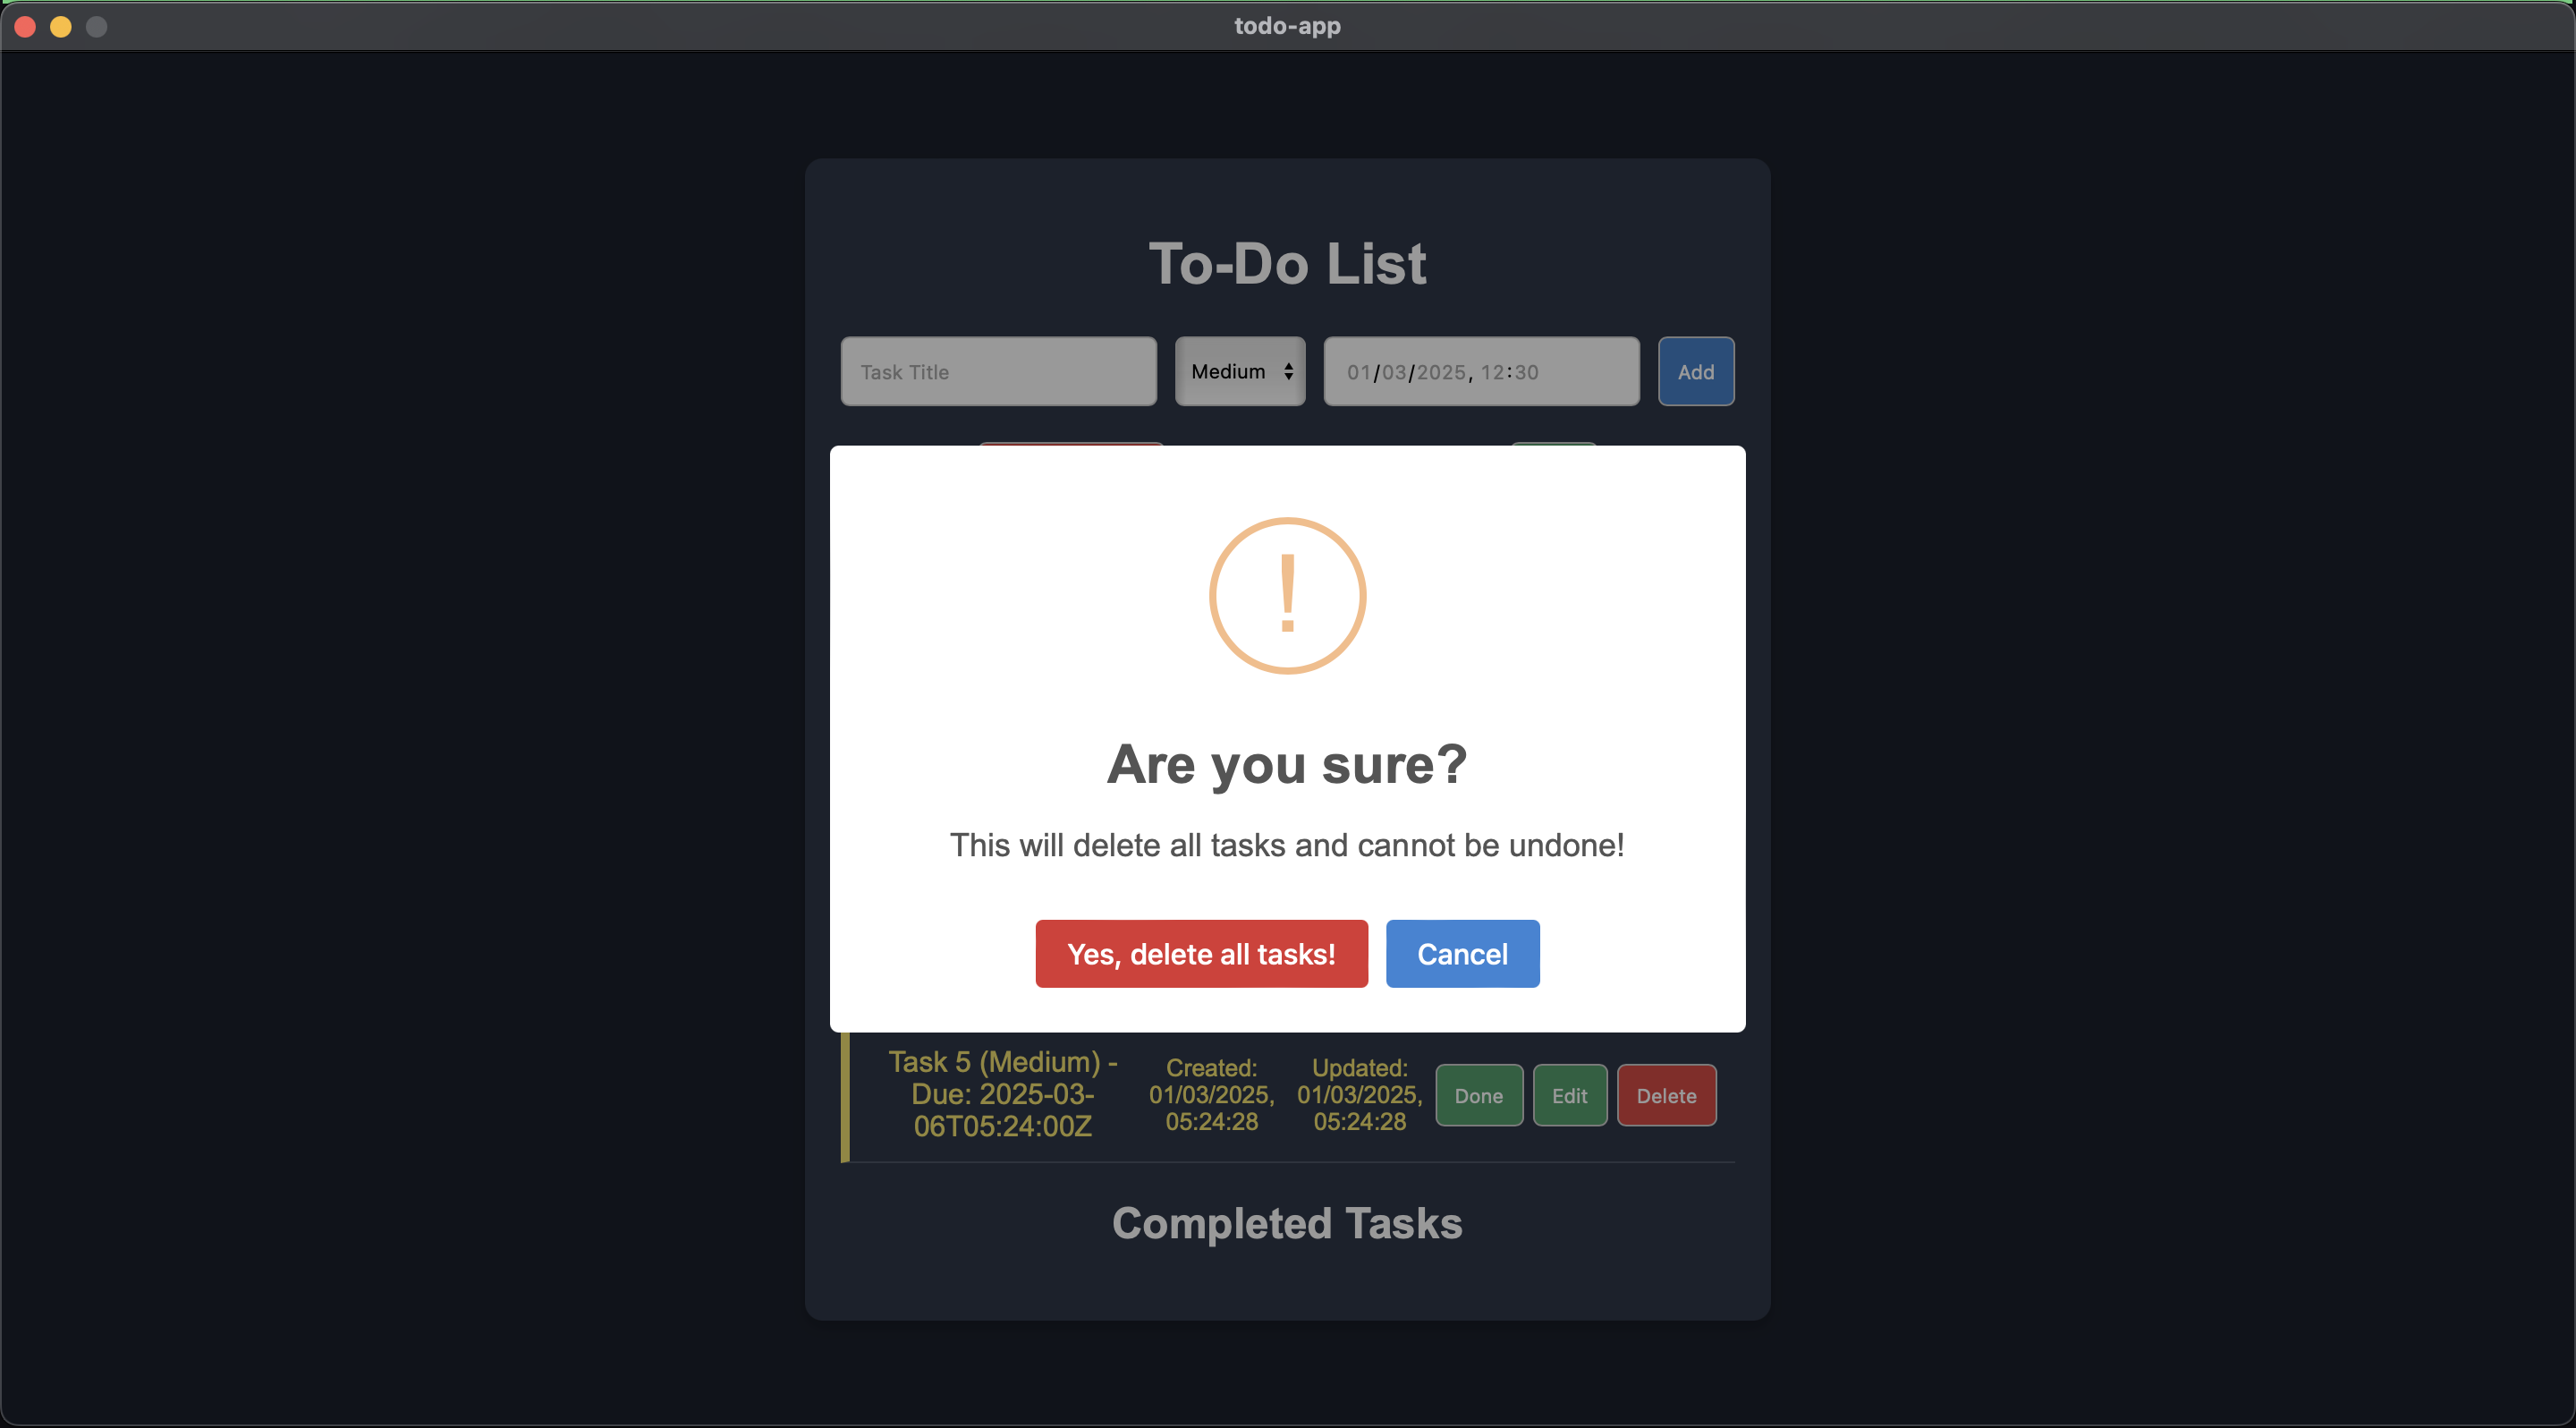 todo-app
To-Do List
Task Title
Medium
01/03/2025, 12:30
Add
!
Are you sure?
This will delete all tasks and cannot be undone!
Yes, delete all tasks!
Cancel
Task 5 (Medium) -
Due: 2025-03-
06T05:24:00Z
Created:
01/03/2025,
05:24:28
Updated:
01/03/2025,
05:24:28
Done
Edit
Delete
Completed Tasks